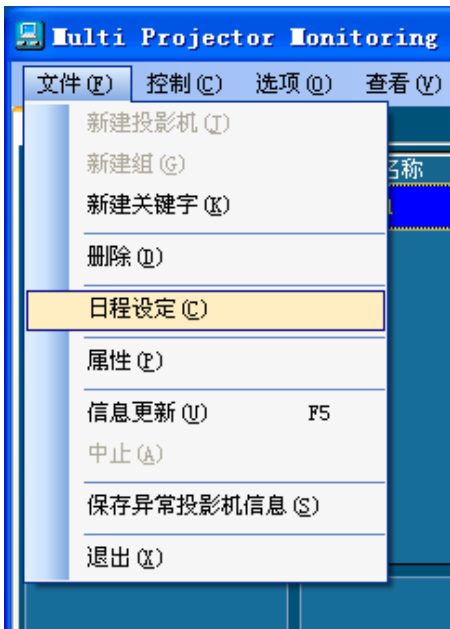 Multi Projector Monitoring
文件(F) 控制(C) 选项(O) 查看(V)
新建投影机(J)
新建组(G)
名称
新建关键字(K)
删除(D)
日程设定(C)
属性(P)
信息更新(U) F5
中止(A)
保存异常投影机信息(S)
退出(X)